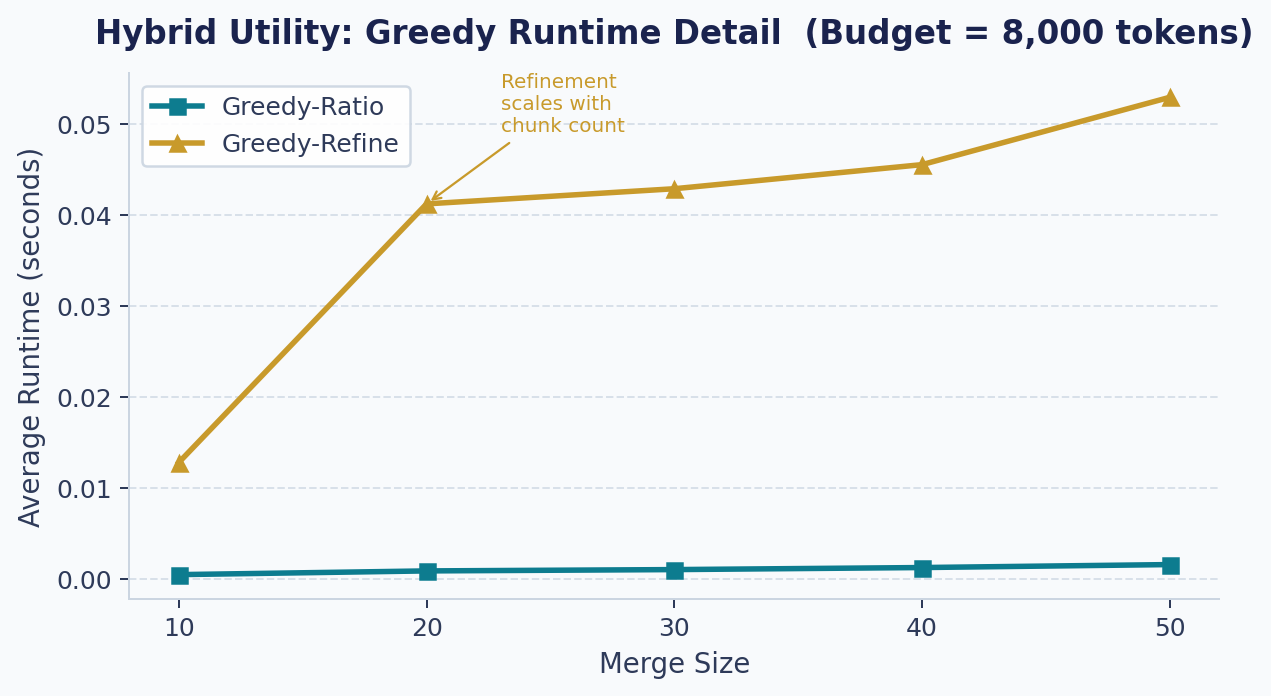 Hybrid Utility: Greedy Runtime Detail  (Budget = 8,000 tokens)
Greedy-Ratio
Greedy-Refine
Refinement
scales with
chunk count
Average Runtime (seconds)
0.05
0.04
0.03
0.02
0.01
0.00
10 20 30 40 50
Merge Size